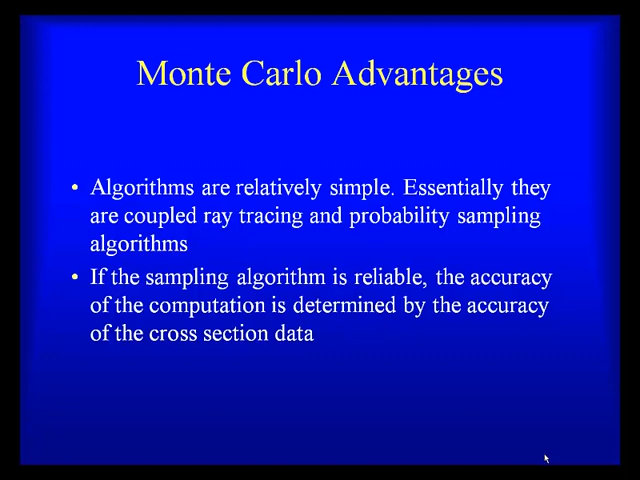 Monte Carlo Advantages
• Algorithms are relatively simple. Essentially they
are coupled ray tracing and probability sampling
algorithms
• If the sampling algorithm is reliable, the accuracy
of the computation is determined by the accuracy
of the cross section data